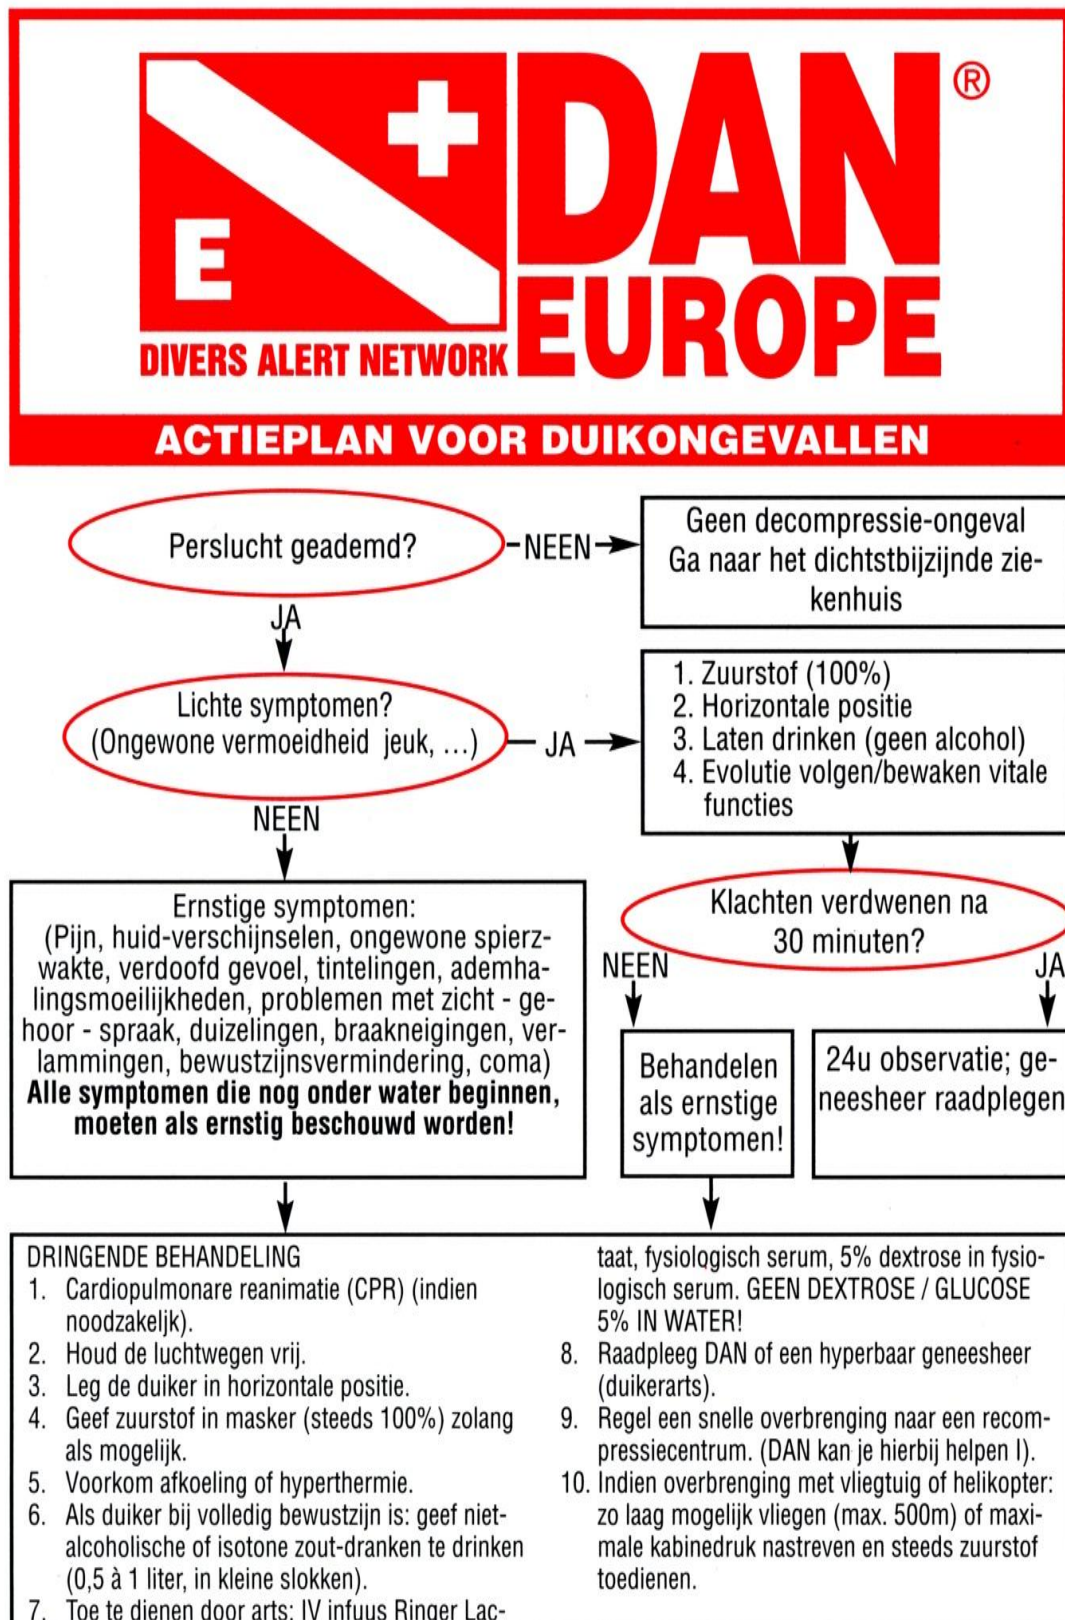 E
DIVERS ALERT NETWORK
DAN ®
EUROPE
ACTIEPLAN VOOR DUIKONGEVALLEN
Perslucht geademd?
NEEN
Geen decompressie-ongeval
Ga naar het dichtstbijzijnde zie-
kenhuis
JA
Lichte symptomen?
(Ongewone vermoeidheid jeuk, ...)
JA
1. Zuurstof (100%)
2. Horizontale positie
3. Laten drinken (geen alcohol)
4. Evolutie volgen/bewaken vitale
functies
NEEN
Ernstige symptomen:
(Pijn, huid-verschijnselen, ongewone spierz-
wakte, verdoofd gevoel, tintelingen, ademha-
lingsmoeilijkheden, problemen met zicht - ge-
hoor - spraak, duizelingen, braakneigingen, ver-
lammingen, bewustzijnsvermindering, coma)
Alle symptomen die nog onder water beginnen,
moeten als ernstig beschouwd worden!
Klachten verdwenen na
30 minuten?
NEEN
JA
Behandelen
als ernstige
symptomen!
24u observatie; ge-
neesheer raadplegen
DRINGENDE BEHANDELING
1. Cardiopulmonare reanimatie (CPR) (indien
noodzakeljk).
2. Houd de luchtwegen vrij.
3. Leg de duiker in horizontale positie.
4. Geef zuurstof in masker (steeds 100%) zolang
als mogelijk.
5. Voorkom afkoeling of hyperthermie.
6. Als duiker bij volledig bewustzijn is: geef niet-
alcoholische of isotone zout-dranken te drinken
(0,5 à 1 liter, in kleine slokken).
7. Toe te dienen door arts: IV infuus Ringer Lac-
taat, fysiologisch serum, 5% dextrose in fysio-
logisch serum. GEEN DEXTROSE / GLUCOSE
5% IN WATER!
8. Raadpleeg DAN of een hyperbaar geneesheer
(duikerarts).
9. Regel een snelle overbrenging naar een recom-
pressiecentrum. (DAN kan je hierbij helpen I).
10. Indien overbrenging met vliegtuig of helikopter:
zo laag mogelijk vliegen (max. 500m) of maxi-
male kabinedruk nastreven en steeds zuurstof
toedienen.